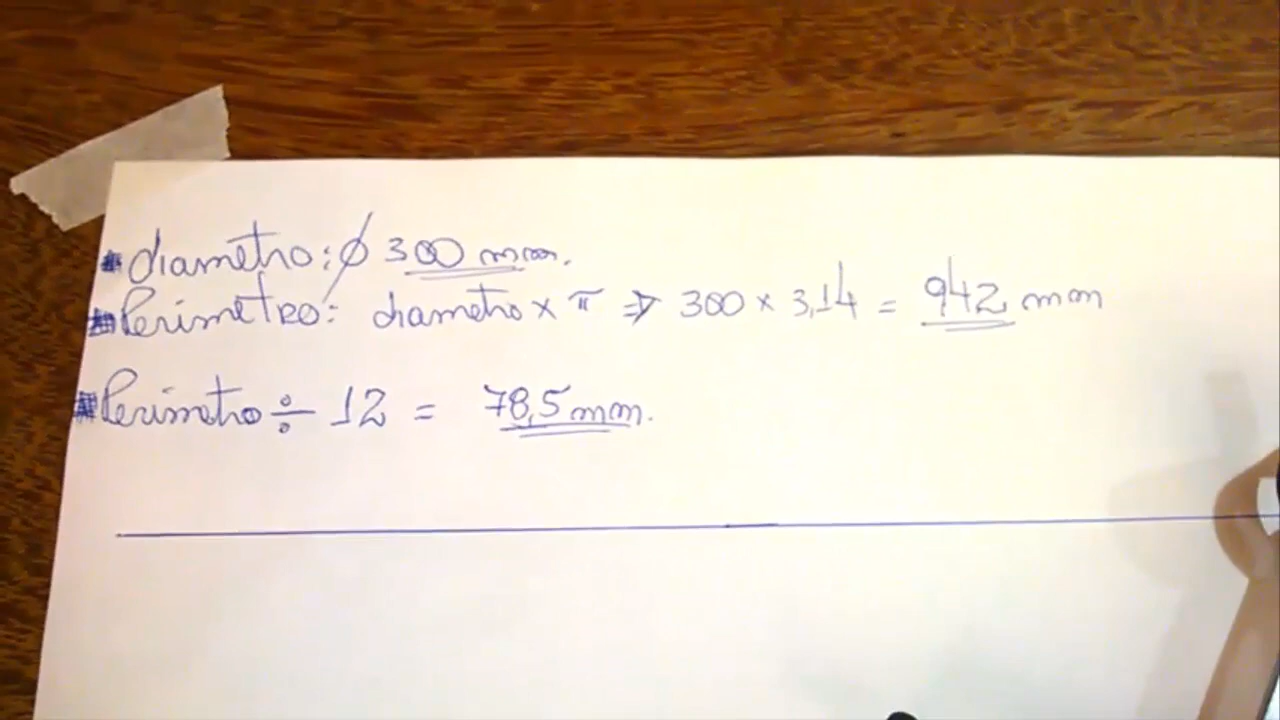 diametro: ϕ 300 mm.
Perimetro: diametro x π ⇒ 300 x 3,14 = 942 mm
Perimetro ÷ 12 = 78,5 mm.